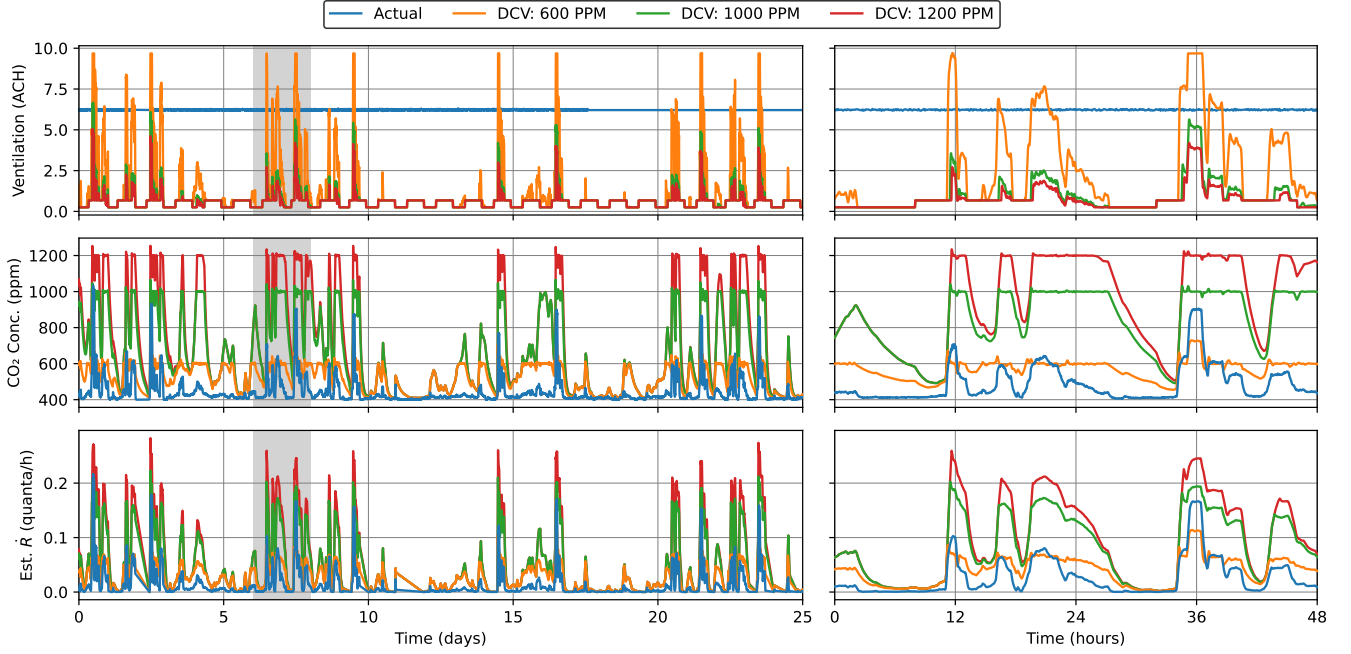 Actual DCV: 600 PPM DCV: 1000 PPM DCV: 1200 PPM
Ventilation (ACH)
10.0
7.5
5.0
2.5
0.0
CO₂ Conc. (ppm)
1200
1000
800
600
400
Est. Ṙ (quanta/h)
0.2
0.1
0.0
0 5 10 15 20 25
Time (days)
0 12 24 36 48
Time (hours)